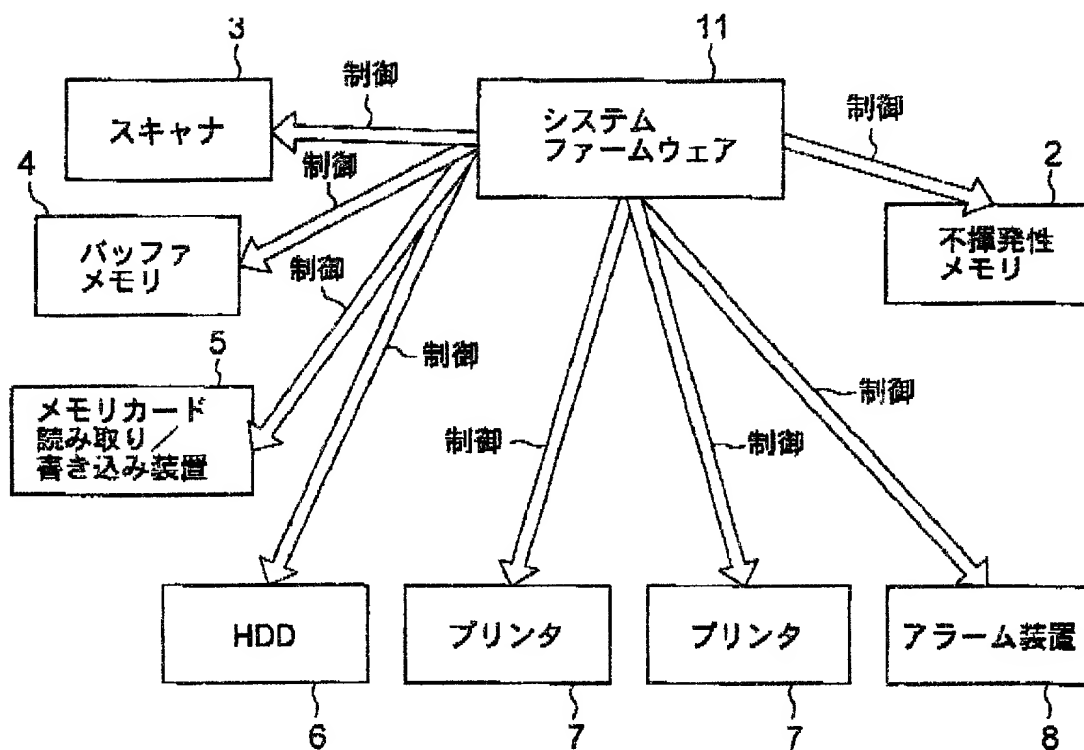 3
11
制御
スキャナ
システム
ファームウェア
制御
制御
4
2
バッファ
メモリ
不揮発性
メモリ
制御
5
制御
メモリカード
読み取り／
書き込み装置
制御
制御
制御
HDD
プリンタ
プリンタ
アラーム装置
6
7
7
8